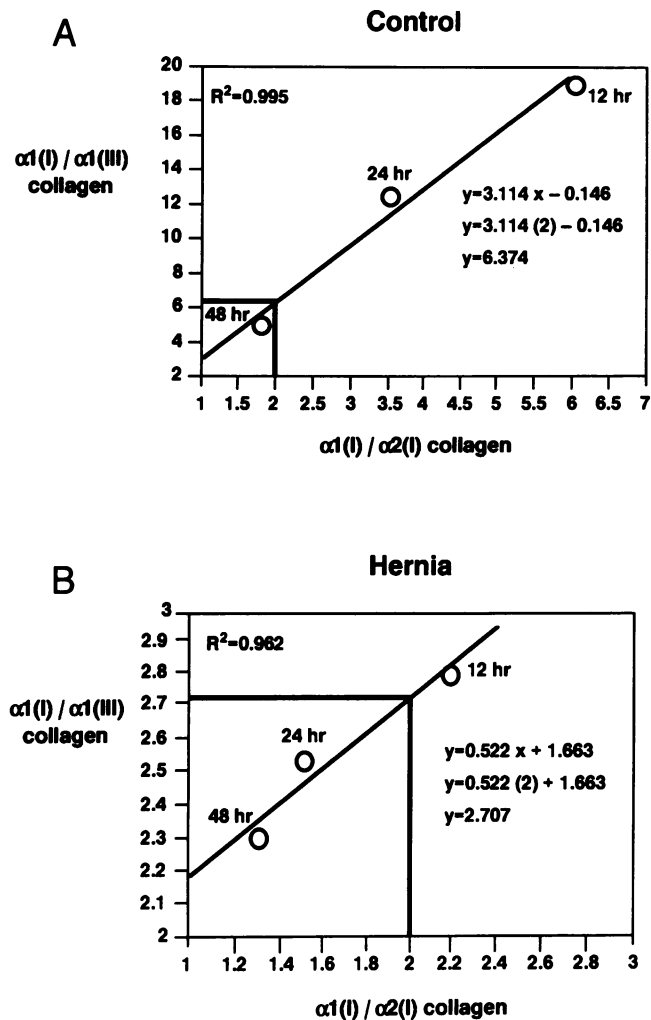 A
Control
20
18
16
14
12
10
8
6
4
2
α1(I) / α1(III)
collagen
R²=0.995
12 hr
24 hr
48 hr
y=3.114 x – 0.146
y=3.114 (2) – 0.146
y=6.374
1 1.5 2 2.5 3 3.5 4 4.5 5 5.5 6 6.5 7
α1(I) / α2(I) collagen
B
Hernia
3
2.9
2.8
2.7
2.6
2.5
2.4
2.3
2.2
2.1
2
α1(I) / α1(III)
collagen
R²=0.962
12 hr
24 hr
48 hr
y=0.522 x + 1.663
y=0.522 (2) + 1.663
y=2.707
1 1.2 1.4 1.6 1.8 2 2.2 2.4 2.6 2.8 3
α1(I) / α2(I) collagen